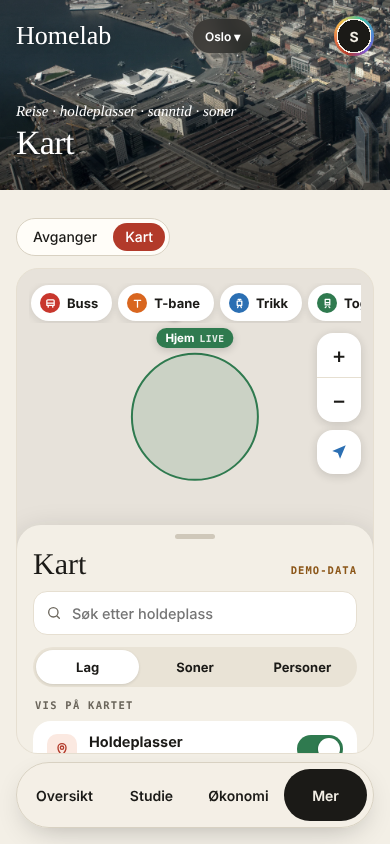 Homelab
Oslo ▾
S
Reise · holdeplasser · sanntid · soner
Kart
Avganger
Kart
Buss
T-bane
Trikk
Hjem LIVE
+
−
Kart
DEMO-DATA
Søk etter holdeplass
Lag
Soner
Personer
VIS PÅ KARTET
Holdeplasser
Oversikt
Studie
Økonomi
Mer